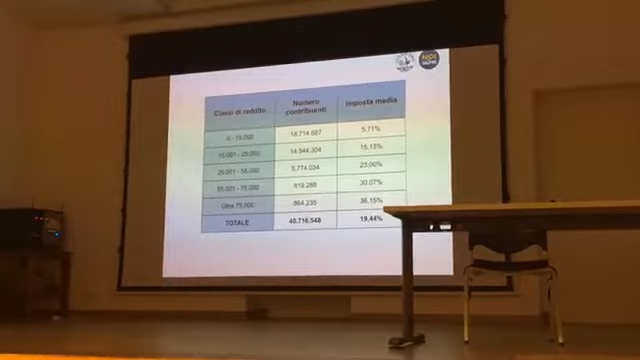 Classi di reddito Numero contribuenti Imposta media
0 - 15.000 18.714.687 5,71%
15.001 - 28.000 14.544.304 15,13%
28.001 - 55.000 5.774.034 23,00%
55.001 - 75.000 819.288 30,07%
Oltre 75.000 864.235 36,15%
TOTALE 40.716.548 19,44%